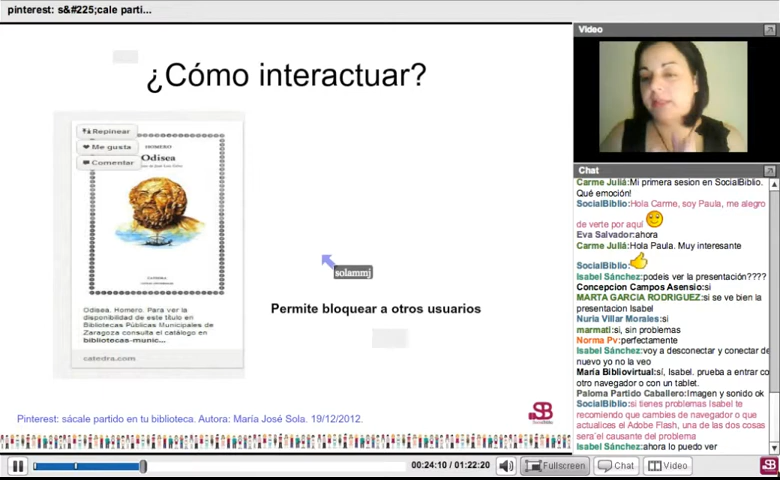 pinterest: s&#225;cale parti...
¿Cómo interactuar?
Repinear
Me gusta
Comentar
HOMERO
Odisea
CATEDRA
Odisea. Homero. Para ver la
disponibilidad de este título en
Bibliotecas Públicas Municipales de
Zaragoza consulta el catálogo en
bibliotecas-munic...
catedra.com
solammj
Permite bloquear a otros usuarios
Pinterest: sácale partido en tu biblioteca. Autora: María José Sola. 19/12/2012.
SB
SocialBiblio
00:24:10 / 01:22:20
Fullscreen
Chat
Video
SB
Video
Chat
Carme Juliá:Mi primera sesion en SocialBiblio.
Qué emoción!
SocialBiblio:Hola Carme, soy Paula, me alegro
de verte por aquí
Eva Salvador:ahora
Carme Juliá:Hola Paula. Muy interesante
SocialBiblio:
Isabel Sánchez:podeis ver la presentación????
Concepcion Campos Asensio:si
MARTA GARCIA RODRIGUEZ:si se ve bien la
presentacion Isabel
Nuria Villar Morales:si
marmatl:si, sin problemas
Norma Pv:perfectamente
Isabel Sánchez:voy a desconectar y conectar de
nuevo yo no la veo
María Bibliovirtual:sí, Isabel. prueba a entrar co
otro navegador o con un tablet.
Paloma Partido Caballero:Imagen y sonido ok
SocialBiblio:si tienes problemas Isabel te
recomiendo que cambies de navegador o que
actualices el Adobe Flash, una de las dos cosas
sera´el causante del problema
Isabel Sánchez:ahora lo puedo ver